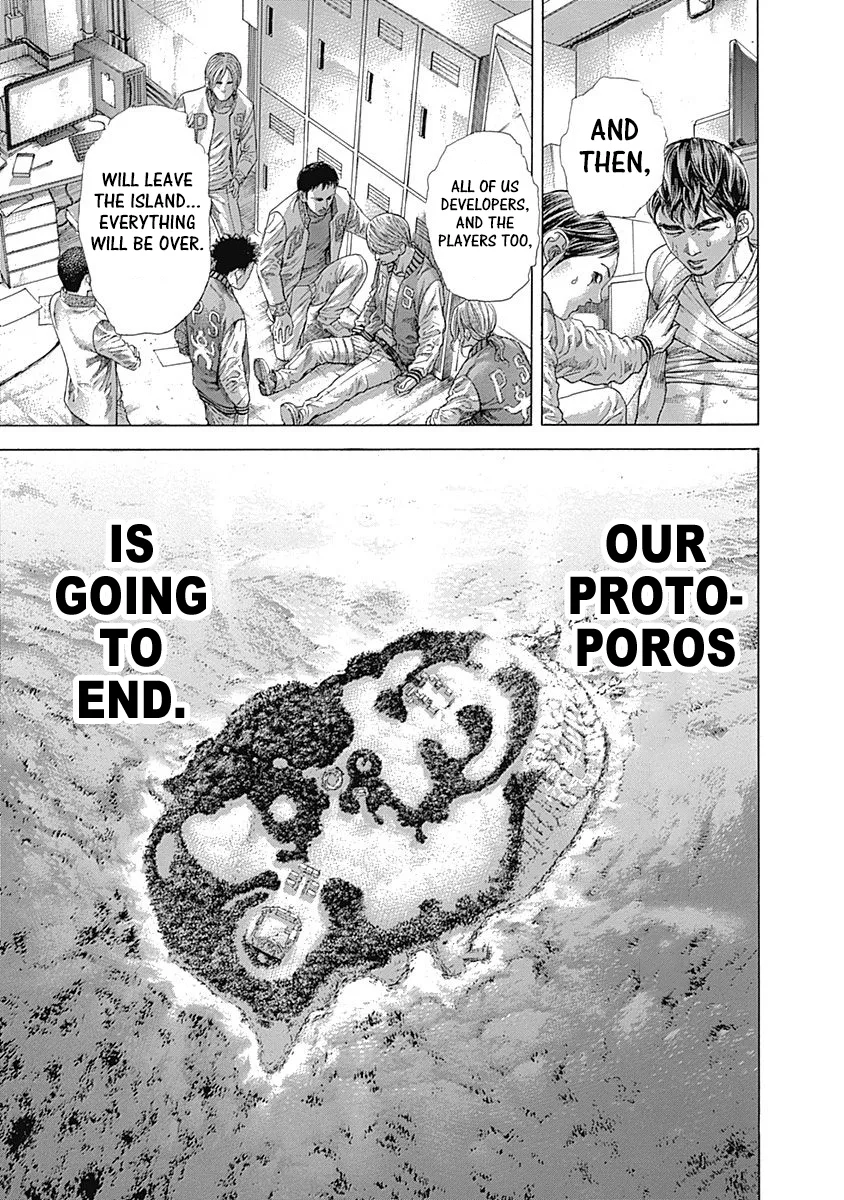 AND
THEN,
ALL OF US
DEVELOPERS,
AND THE
PLAYERS TOO,
WILL LEAVE
THE ISLAND...
EVERYTHING
WILL BE OVER.
P S
P
S
S
P
OUR
PROTO-
POROS
IS
GOING
TO
END.